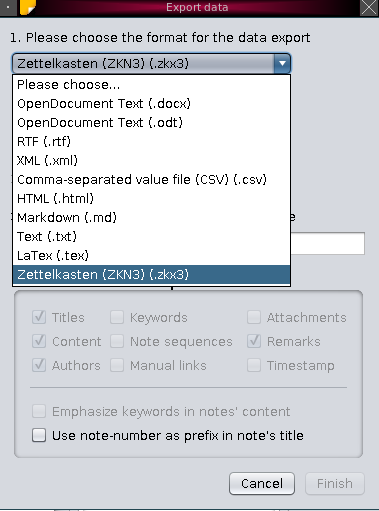 Export data
1. Please choose the format for the data export
Zettelkasten (ZKN3) (.zkx3)
Please choose...
OpenDocument Text (.docx)
OpenDocument Text (.odt)
RTF (.rtf)
XML (.xml)
Comma-separated value file (CSV) (.csv)
HTML (.html)
Markdown (.md)
Text (.txt)
LaTex (.tex)
Zettelkasten (ZKN3) (.zkx3)
Titles Keywords Attachments
Content Note sequences Remarks
Authors Manual links Timestamp
Emphasize keywords in notes' content
Use note-number as prefix in note's title
Cancel Finish